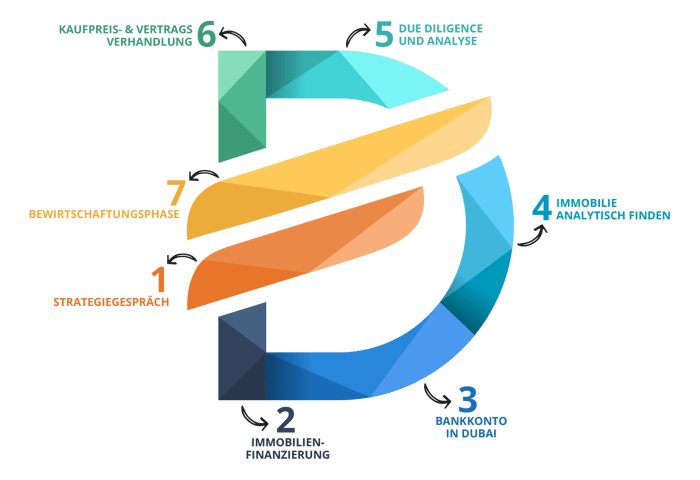 KAUFPREIS- & VERTRAGS
VERHANDLUNG
6
5
DUE DILIGENCE
UND ANALYSE
7
BEWIRTSCHAFTUNGSPHASE
4
IMMOBILIE
ANALYTISCH FINDEN
1
STRATEGIEGESPRÄCH
3
BANKKONTO
IN DUBAI
2
IMMOBILIEN-
FINANZIERUNG